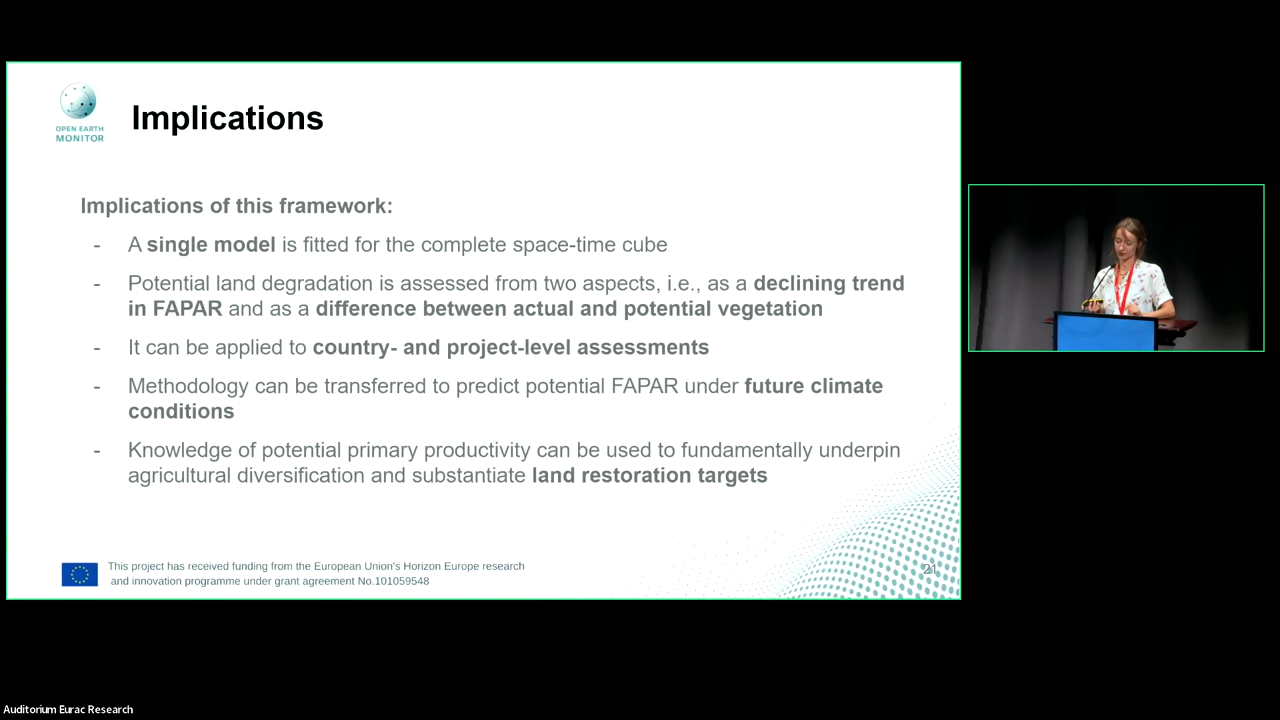 OPEN EARTH
MONITOR
Implications
Implications of this framework:
- A single model is fitted for the complete space-time cube
- Potential land degradation is assessed from two aspects, i.e., as a declining trend
in FAPAR and as a difference between actual and potential vegetation
- It can be applied to country- and project-level assessments
- Methodology can be transferred to predict potential FAPAR under future climate
conditions
- Knowledge of potential primary productivity can be used to fundamentally underpin
agricultural diversification and substantiate land restoration targets
This project has received funding from the European Union's Horizon Europe research
and innovation programme under grant agreement No.101059548
21
Auditorium Eurac Research